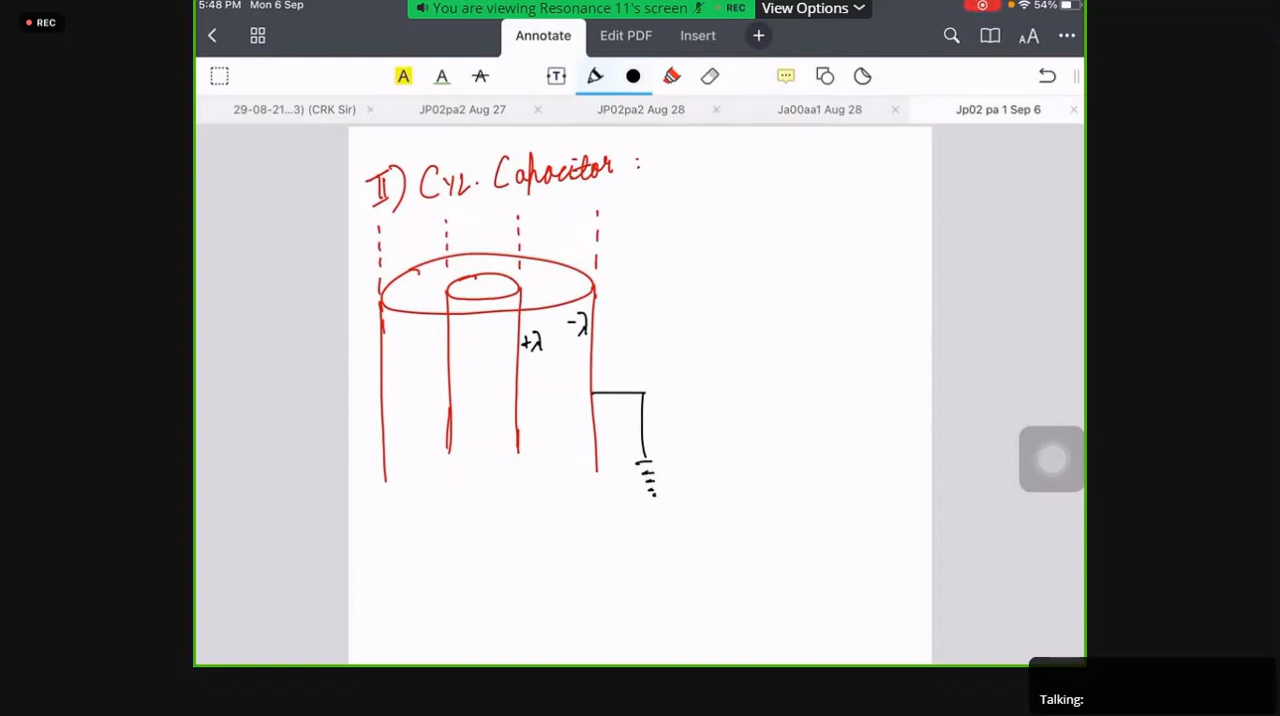 5:48 PM Mon 6 Sep
You are viewing Resonance 11's screen
REC
View Options
54%
REC
Annotate
Edit PDF
Insert
AA
A
A
A
T
29-08-21...3) (CRK Sir)
JP02pa2 Aug 27
JP02pa2 Aug 28
Ja00aa1 Aug 28
Jp02 pa 1 Sep 6
II) Cyl. Capacitor :
-λ
+λ
Talking: